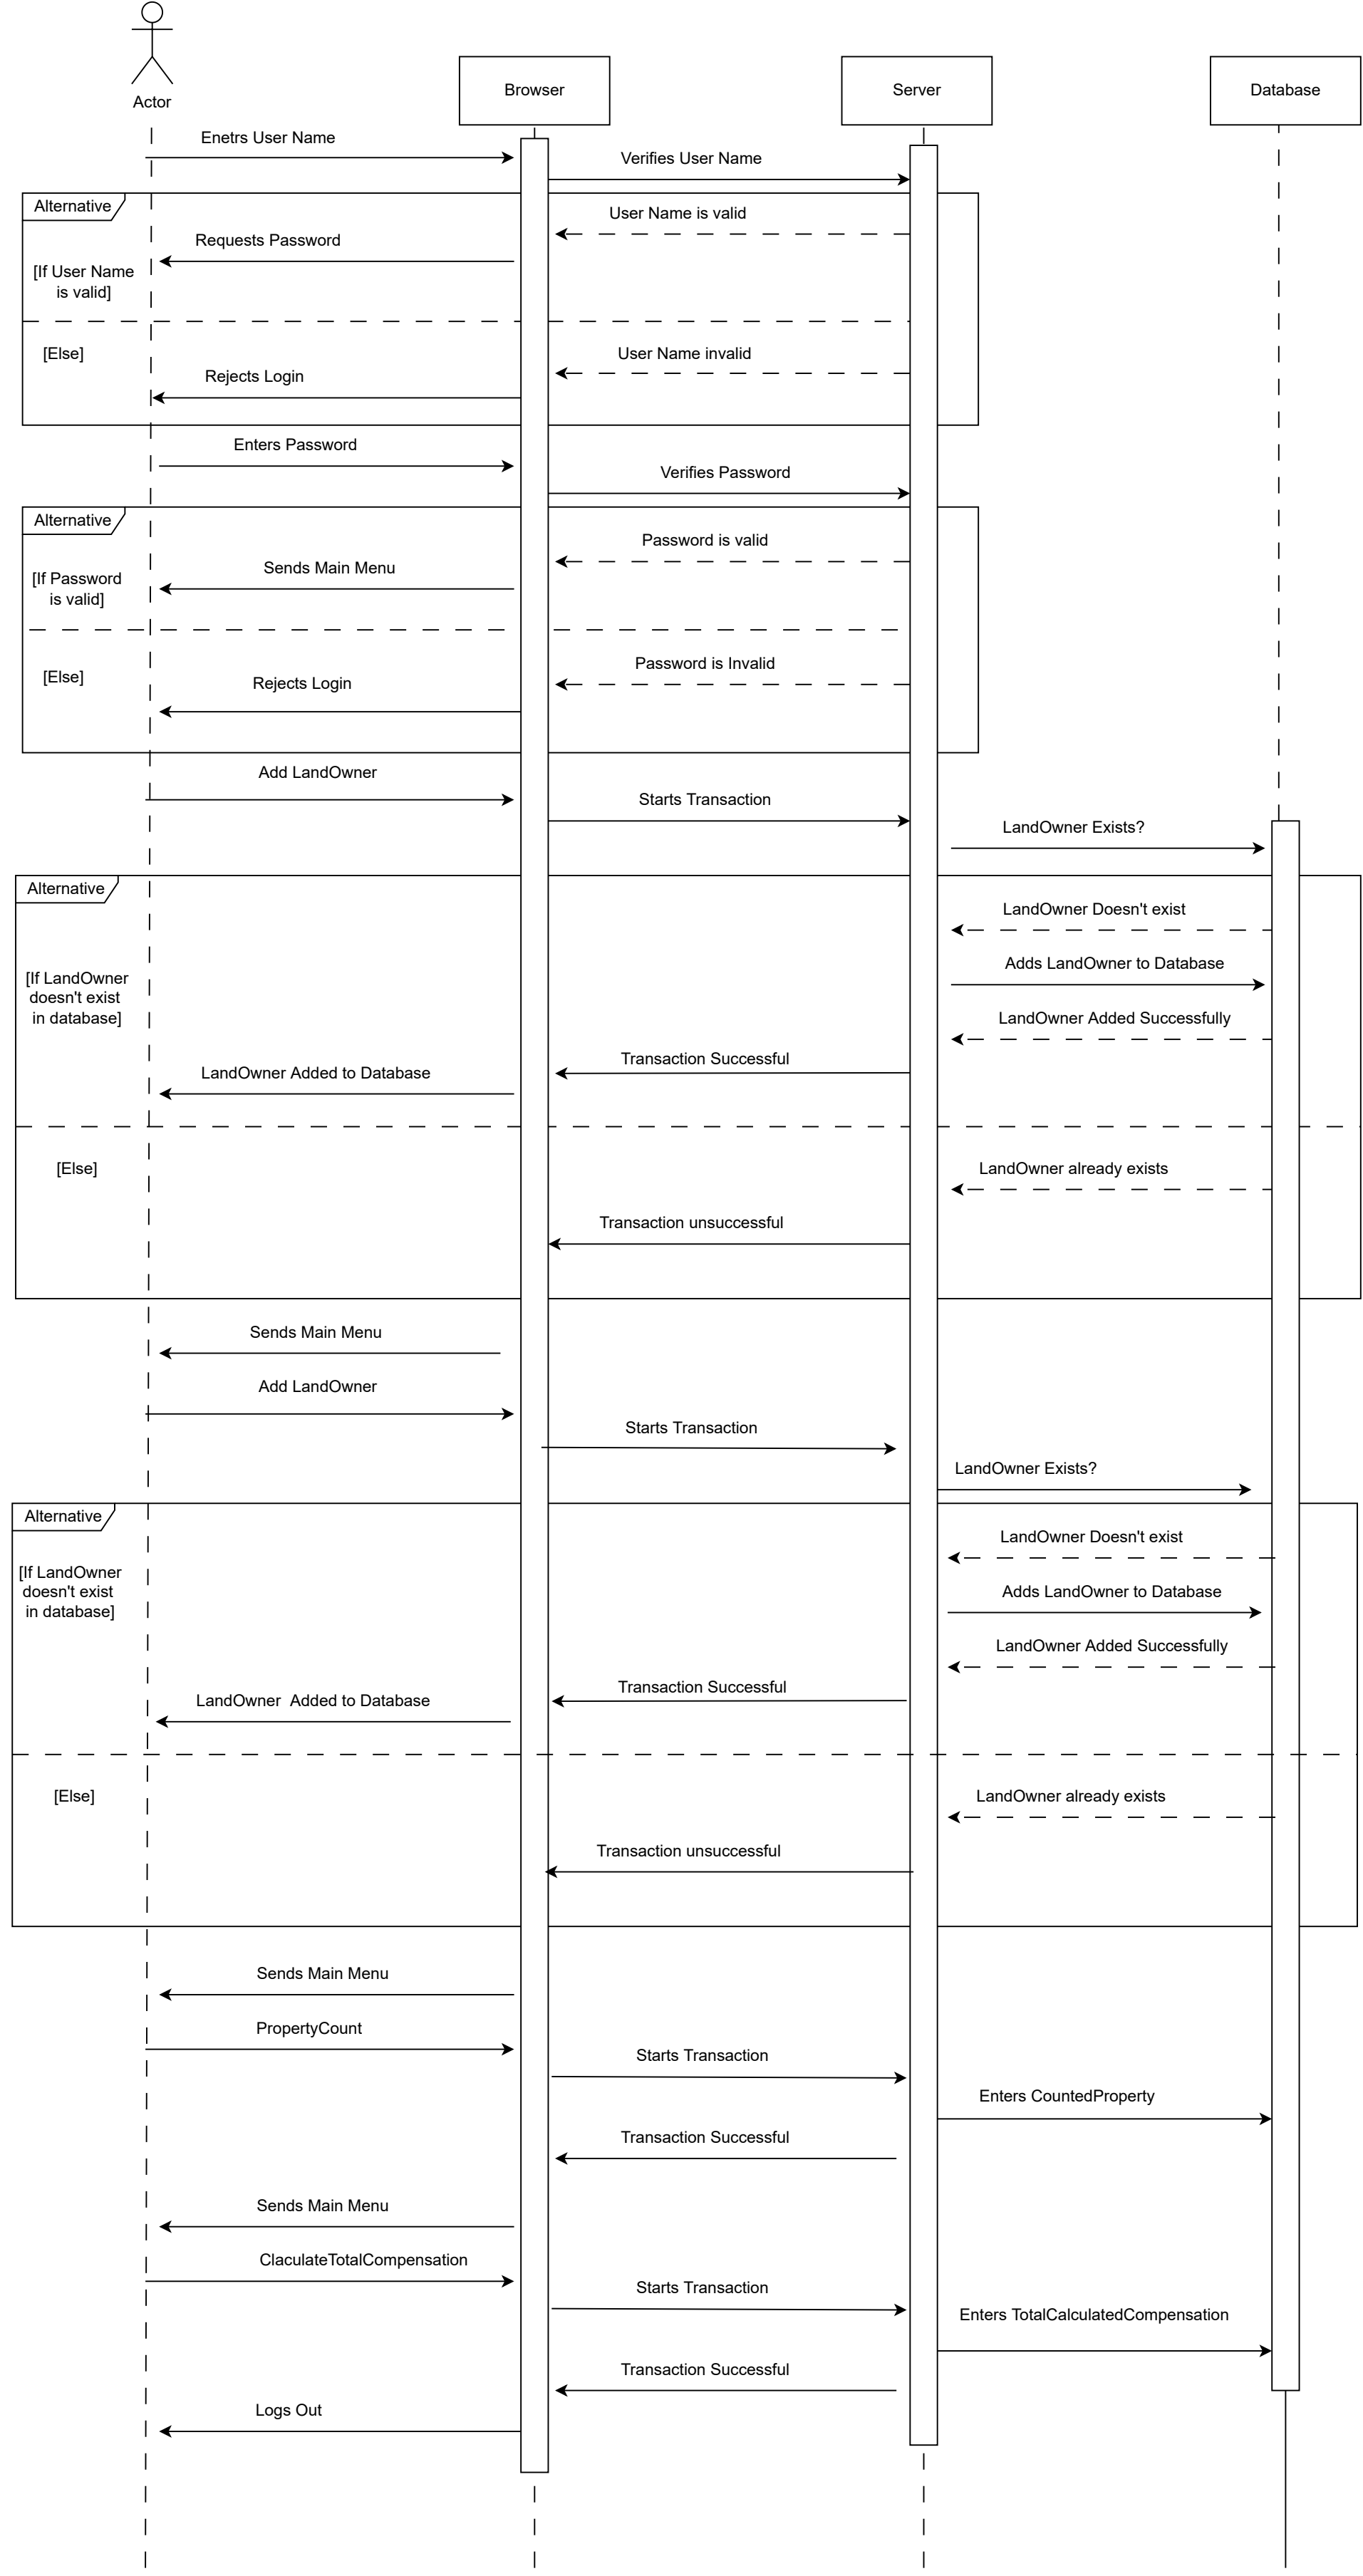 Actor
Browser
Server
Database
Enetrs User Name
Verifies User Name
Alternative
User Name is valid
Requests Password
[If User Name
is valid]
[Else]
User Name invalid
Rejects Login
Enters Password
Verifies Password
Alternative
Password is valid
Sends Main Menu
[If Password
is valid]
Password is Invalid
[Else]
Rejects Login
Add LandOwner
Starts Transaction
LandOwner Exists?
Alternative
LandOwner Doesn't exist
Adds LandOwner to Database
[If LandOwner
doesn't exist
in database]
LandOwner Added Successfully
Transaction Successful
LandOwner Added to Database
[Else]
LandOwner already exists
Transaction unsuccessful
Sends Main Menu
Add LandOwner
Starts Transaction
LandOwner Exists?
Alternative
LandOwner Doesn't exist
[If LandOwner
doesn't exist
in database]
Adds LandOwner to Database
LandOwner Added Successfully
Transaction Successful
LandOwner  Added to Database
[Else]
LandOwner already exists
Transaction unsuccessful
Sends Main Menu
PropertyCount
Starts Transaction
Enters CountedProperty
Transaction Successful
Sends Main Menu
ClaculateTotalCompensation
Starts Transaction
Enters TotalCalculatedCompensation
Transaction Successful
Logs Out